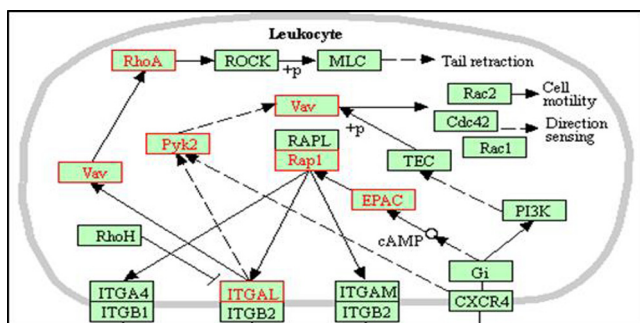 Leukocyte
RhoA
ROCK
+p
MLC
Tail retraction
Vav
Rac2
Cell
motility
+p
Cdc42
Direction
sensing
Rac1
Pyk2
RAPL
Rap1
TEC
Vav
EPAC
PI3K
RhoH
cAMP
Gi
ITGA4
ITGB1
ITGAL
ITGB2
ITGAM
ITGB2
CXCR4